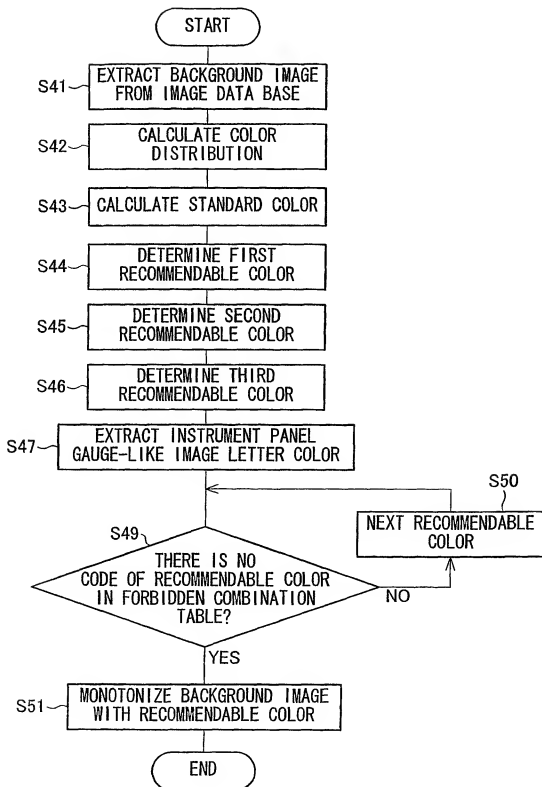 START
S41
EXTRACT BACKGROUND IMAGE
FROM IMAGE DATA BASE
S42
CALCULATE COLOR
DISTRIBUTION
S43
CALCULATE STANDARD COLOR
S44
DETERMINE FIRST
RECOMMENDABLE COLOR
S45
DETERMINE SECOND
RECOMMENDABLE COLOR
S46
DETERMINE THIRD
RECOMMENDABLE COLOR
S47
EXTRACT INSTRUMENT PANEL
GAUGE-LIKE IMAGE LETTER COLOR
S50
NEXT RECOMMENDABLE
COLOR
S49
THERE IS NO
CODE OF RECOMMENDABLE COLOR
IN FORBIDDEN COMBINATION
TABLE?
NO
YES
S51
MONOTONIZE BACKGROUND IMAGE
WITH RECOMMENDABLE COLOR
END